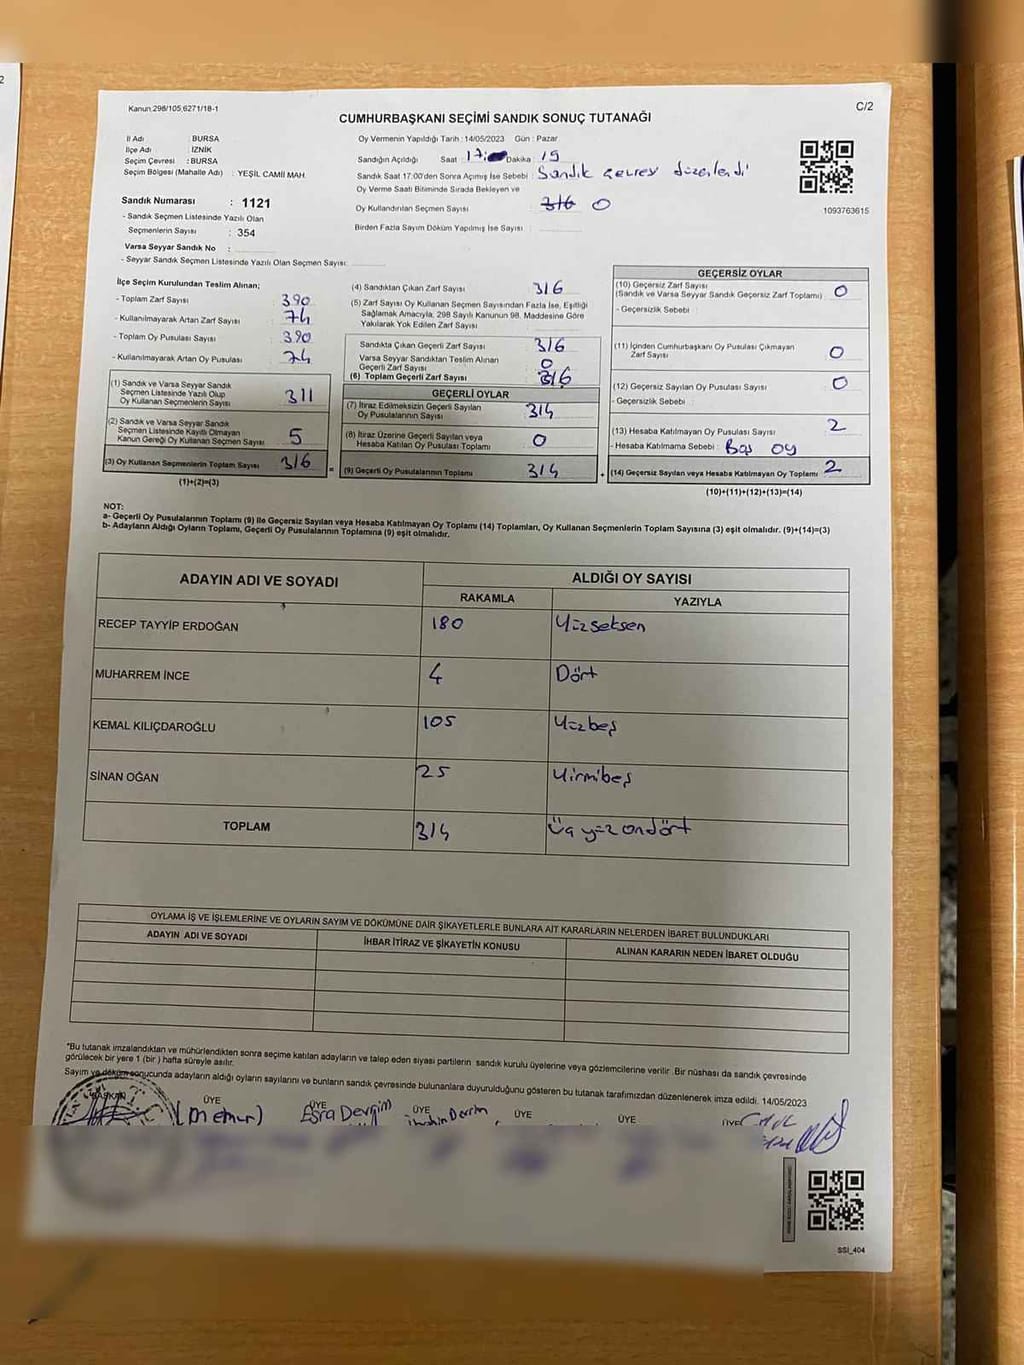 2
Kanun:298/105,6271/18-1
C/2
CUMHURBAŞKANI SEÇİMİ SANDIK SONUÇ TUTANAĞI
İl Adı : BURSA
İlçe Adı : İZNİK
Seçim Çevresi : BURSA
Seçim Bölgesi (Mahalle Adı) : YEŞİL CAMİİ MAH.
Sandık Numarası : 1121
- Sandık Seçmen Listesinde Yazılı Olan
Seçmenlerin Sayısı : 354
Varsa Seyyar Sandık No :
- Seyyar Sandık Seçmen Listesinde Yazılı Olan Seçmen Sayısı:
Oy Vermenin Yapıldığı Tarih :14/05/2023 Gün : Pazar
Sandığın Açıldığı Saat 17: Dakika 15
Sandık Saat 17.00'den Sonra Açımış İse Sebebi : Sandık çevresi düzenlendi
Oy Verme Saati Bitiminde Sırada Bekleyen ve
Oy Kullandırılan Seçmen Sayısı 316 0
Birden Fazla Sayım Döküm Yapılmış İse Sayısı :
1093763615
İlçe Seçim Kurulundan Teslim Alınan;
- Toplam Zarf Sayısı 390
- Kullanılmayarak Artan Zarf Sayısı 74
- Toplam Oy Pusulası Sayısı 390
- Kullanılmayarak Artan Oy Pusulası 74
(1) Sandık ve Varsa Seyyar Sandık
Seçmen Listesinde Yazılı Olup
Oy Kullanan Seçmenlerin Sayısı 311
(2) Sandık ve Varsa Seyyar Sandık
Seçmen Listesinde Kayıtlı Olmayan
Kanun Gereği Oy Kullanan Seçmen Sayısı 5
(3) Oy Kullanan Seçmenlerin Toplam Sayısı 316
(1)+(2)=(3)
(4) Sandıktan Çıkan Zarf Sayısı 316
(5) Zarf Sayısı Oy Kullanan Seçmen Sayısından Fazla İse, Eşitliği
Sağlamak Amacıyla, 298 Sayılı Kanunun 98. Maddesine Göre
Yakılarak Yok Edilen Zarf Sayısı
Sandıkta Çıkan Geçerli Zarf Sayısı 316
Varsa Seyyar Sandıktan Teslim Alınan
Geçerli Zarf Sayısı 0
(6) Toplam Geçerli Zarf Sayısı 316
GEÇERLİ OYLAR
(7) İtiraz Edilmeksizin Geçerli Sayılan
Oy Pusulalarının Sayısı 314
(8) İtiraz Üzerine Geçerli Sayılan veya
Hesaba Katılan Oy Pusulası Toplamı 0
= (9) Geçerli Oy Pusulalarının Toplamı 314 +
GEÇERSİZ OYLAR
(10) Geçersiz Zarf Sayısı
(Sandık ve Varsa Seyyar Sandık Geçersiz Zarf Toplamı) 0
- Geçersizlik Sebebi :
(11) İçinden Cumhurbaşkanı Oy Pusulası Çıkmayan
Zarf Sayısı 0
(12) Geçersiz Sayılan Oy Pusulası Sayısı 0
- Geçersizlik Sebebi :
(13) Hesaba Katılmayan Oy Pusulası Sayısı 2
- Hesaba Katılmama Sebebi : Boş oy
(14) Geçersiz Sayılan veya Hesaba Katılmayan Oy Toplamı 2
(10)+(11)+(12)+(13)=(14)
NOT:
a- Geçerli Oy Pusulalarının Toplamı (9) ile Geçersiz Sayılan veya Hesaba Katılmayan Oy Toplamı (14) Toplamları, Oy Kullanan Seçmenlerin Toplam Sayısına (3) eşit olmalıdır. (9)+(14)=(3)
b- Adayların Aldığı Oyların Toplamı, Geçerli Oy Pusulalarının Toplamına (9) eşit olmalıdır.
ADAYIN ADI VE SOYADI ALDIĞI OY SAYISI
RAKAMLA YAZIYLA
RECEP TAYYİP ERDOĞAN 180 Yüzseksen
MUHARREM İNCE 4 Dört
KEMAL KILIÇDAROĞLU 105 Yüzbeş
SİNAN OĞAN 25 Yirmibeş
TOPLAM 314 Üç yüz ondört
OYLAMA İŞ VE İŞLEMLERİNE VE OYLARIN SAYIM VE DÖKÜMÜNE DAİR ŞİKAYETLERLE BUNLARA AİT KARARLARIN NELERDEN İBARET BULUNDUKLARI
ADAYIN ADI VE SOYADI İHBAR İTİRAZ VE ŞİKAYETİN KONUSU ALINAN KARARIN NEDEN İBARET OLDUĞU
"Bu tutanak imzalandıktan ve mühürlendikten sonra seçime katılan adayların ve talep eden siyasi partilerin sandık kurulu üyelerine veya gözlemcilerine verilir .Bir nüshası da sandık çevresinde
görülecek bir yere 1 (bir ) hafta süreyle asılır.
Sayım ve döküm sonucunda adayların aldığı oyların sayılarını ve bunların sandık çevresinde bulunanlara duyurulduğunu gösteren bu tutanak tarafımızdan düzenlenerek imza edildi. 14/05/2023
BAŞKAN ÜYE ÜYE ÜYE ÜYE ÜYE ÜYE
(memur) Esra Devrim
SSİ_404